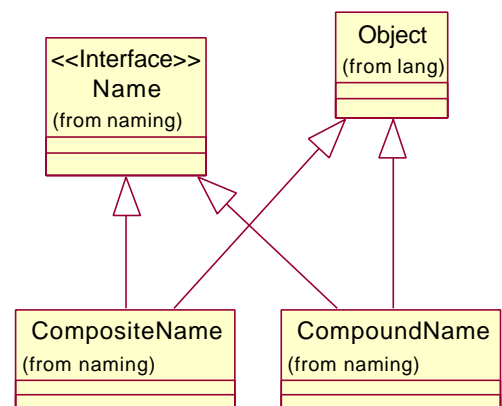 <<Interface>>
Name
(from naming)
Object
(from lang)
CompositeName
(from naming)
CompoundName
(from naming)